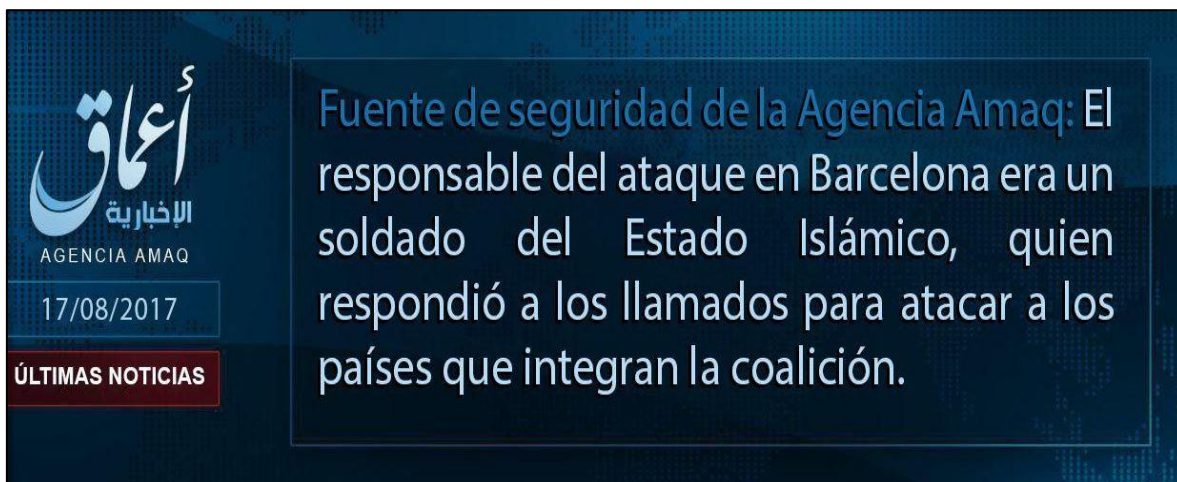 أعماق
الإخبارية
AGENCIA AMAQ
17/08/2017
ÚLTIMAS NOTICIAS
Fuente de seguridad de la Agencia Amaq: El
responsable del ataque en Barcelona era un
soldado del Estado Islámico, quien
respondió a los llamados para atacar a los
países que integran la coalición.